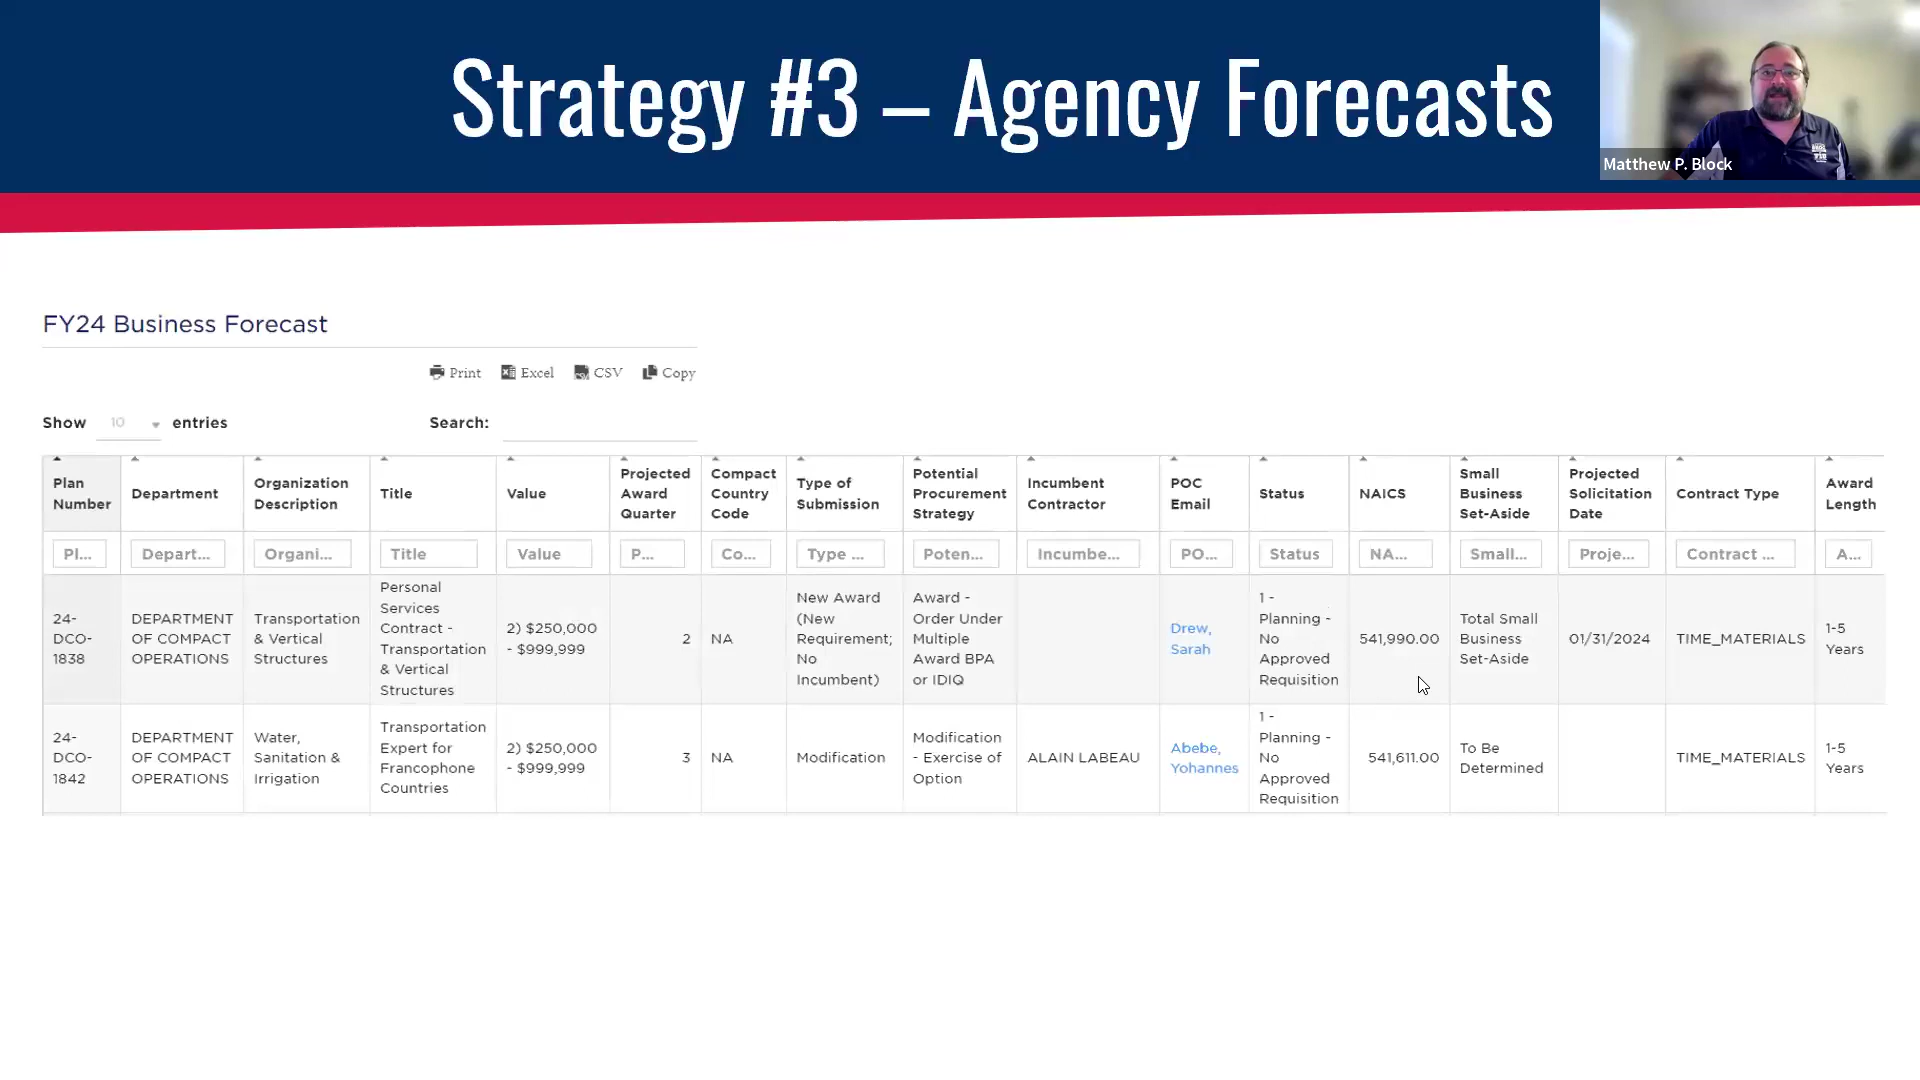 Strategy #3 – Agency Forecasts
Matthew P. Block
FY24 Business Forecast
Print Excel CSV Copy
Show 10 entries Search:
Plan Number
Department
Organization Description
Title
Value
Projected Award Quarter
Compact Country Code
Type of Submission
Potential Procurement Strategy
Incumbent Contractor
POC Email
Status
NAICS
Small Business Set-Aside
Projected Solicitation Date
Contract Type
Award Length
Pl... Depart... Organi... Title Value P... Co... Type ... Poten... Incumbe... PO... Status NA... Small... Proje... Contract ... A...
24-
DCO-
1838
DEPARTMENT
OF COMPACT
OPERATIONS
Transportation
& Vertical
Structures
Personal
Services
Contract -
Transportation
& Vertical
Structures
2) $250,000
- $999,999
2
NA
New Award
(New
Requirement;
No
Incumbent)
Award -
Order Under
Multiple
Award BPA
or IDIQ
Drew,
Sarah
1 -
Planning -
No
Approved
Requisition
541,990.00
Total Small
Business
Set-Aside
01/31/2024
TIME_MATERIALS
1-5
Years
24-
DCO-
1842
DEPARTMENT
OF COMPACT
OPERATIONS
Water,
Sanitation &
Irrigation
Transportation
Expert for
Francophone
Countries
2) $250,000
- $999,999
3
NA
Modification
Modification
- Exercise of
Option
ALAIN LABEAU
Abebe,
Yohannes
1 -
Planning -
No
Approved
Requisition
541,611.00
To Be
Determined
TIME_MATERIALS
1-5
Years